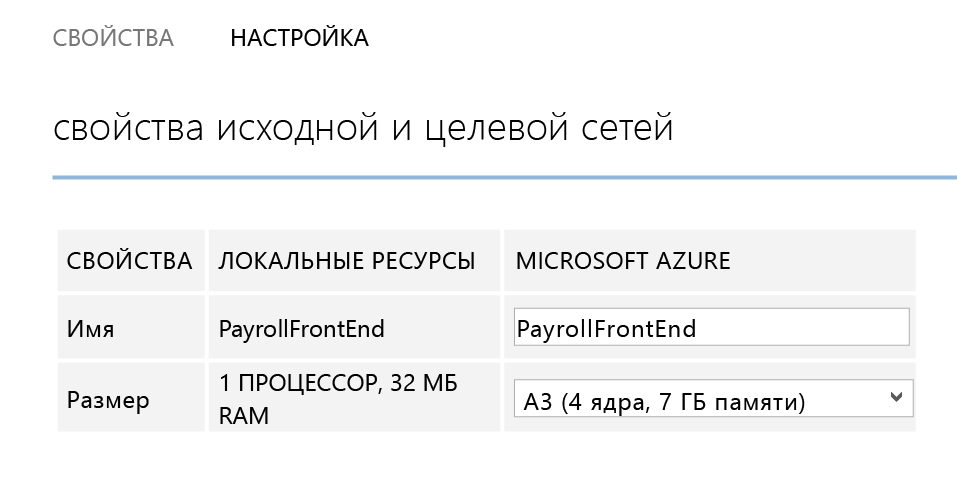 СВОЙСТВА НАСТРОЙКА
свойства исходной и целевой сетей
СВОЙСТВА ЛОКАЛЬНЫЕ РЕСУРСЫ MICROSOFT AZURE
Имя PayrollFrontEnd PayrollFrontEnd
Размер 1 ПРОЦЕССОР, 32 МБ RAM A3 (4 ядра, 7 ГБ памяти)